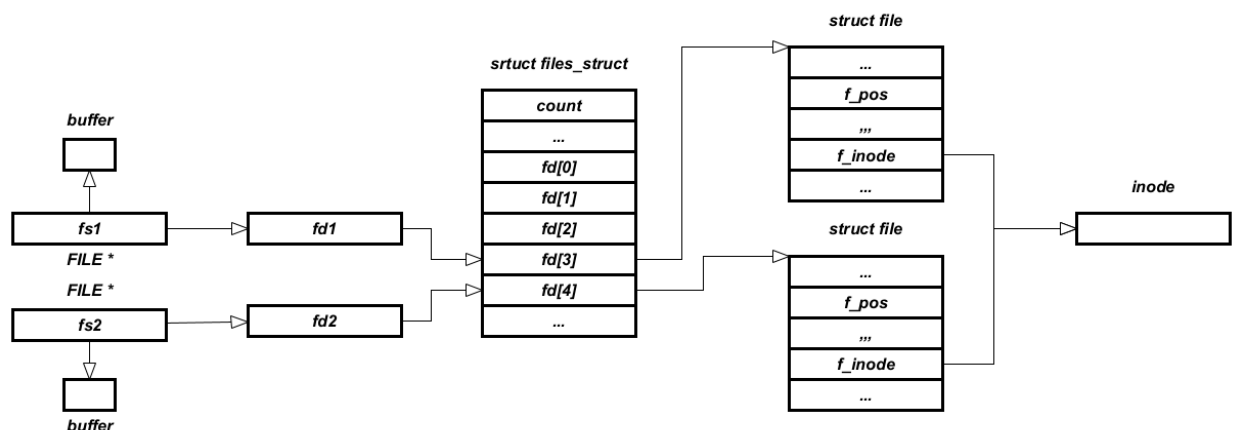 struct file
srtuct files_struct
...
count
f_pos
buffer
...
,,,
fd[0]
f_inode
fd[1]
...
inode
fs1
fd1
fd[2]
struct file
FILE *
fd[3]
FILE *
fd[4]
...
fs2
fd2
...
f_pos
,,,
f_inode
...
buffer